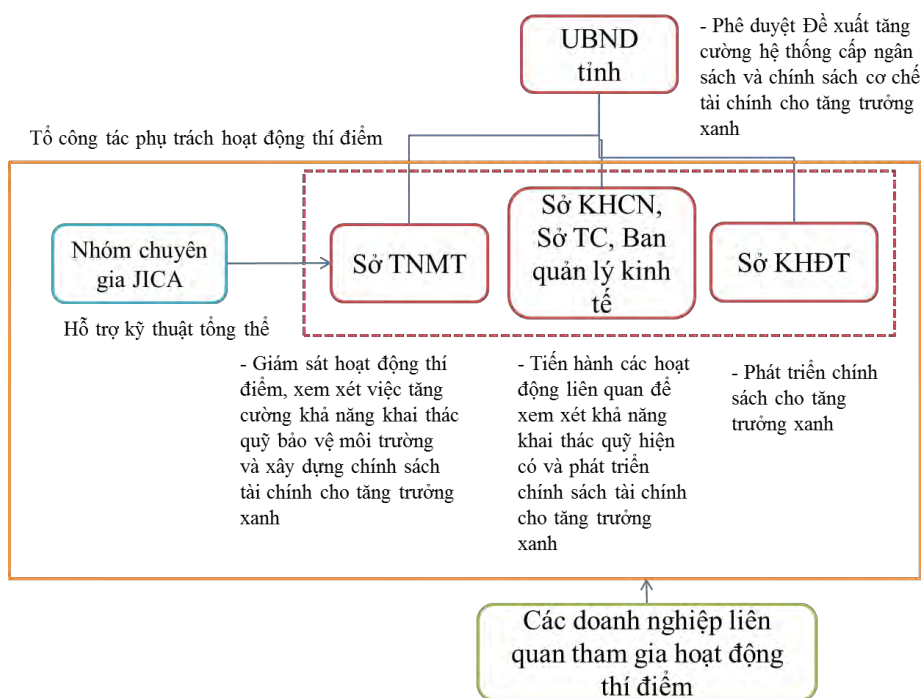 UBND
tỉnh
- Phê duyệt Đề xuất tăng
cường hệ thống cấp ngân
sách và chính sách cơ chế
tài chính cho tăng trưởng
xanh
Tổ công tác phụ trách hoạt động thí điểm
Nhóm chuyên
gia JICA
Sở TNMT
Sở KHCN,
Sở TC, Ban
quản lý kinh
tế
Sở KHĐT
Hỗ trợ kỹ thuật tổng thể
- Giám sát hoạt động thí
điểm, xem xét việc tăng
cường khả năng khai thác
quỹ bảo vệ môi trường
và xây dựng chính sách
tài chính cho tăng trưởng
xanh
- Tiến hành các hoạt
động liên quan để
xem xét khả năng
khai thác quỹ hiện
có và phát triển
chính sách tài chính
cho tăng trưởng
xanh
- Phát triển chính
sách cho tăng
trưởng xanh
Các doanh nghiệp liên
quan tham gia hoạt động
thí điểm